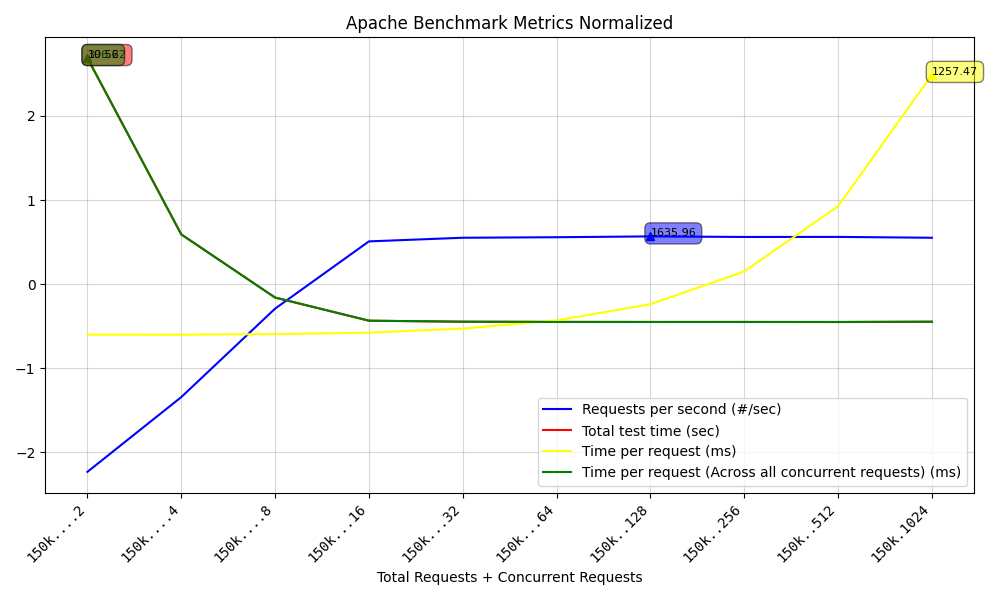 Apache Benchmark Metrics Normalized
1257.47
1635.96
2
1
0
−1
−2
Requests per second (#/sec)
Total test time (sec)
Time per request (ms)
Time per request (Across all concurrent requests) (ms)
150k....2
150k....4
150k....8
150k...16
150k...32
150k...64
150k..128
150k..256
150k..512
150k.1024
Total Requests + Concurrent Requests